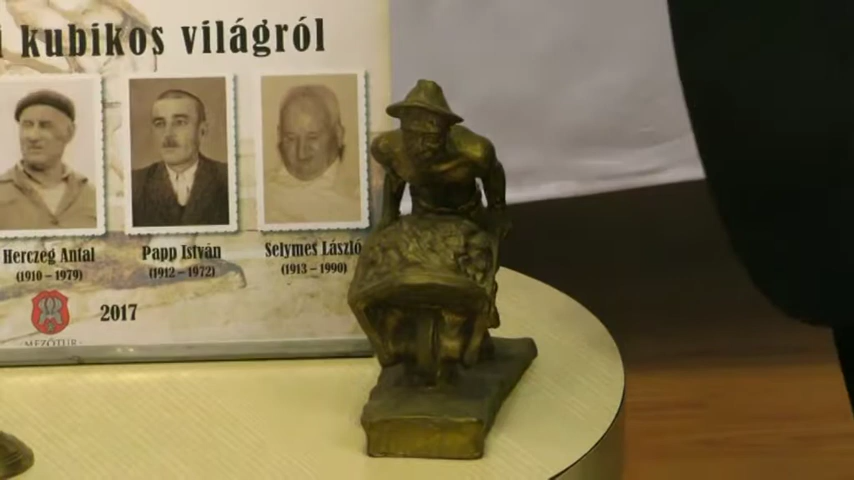 i kubikos világról
Herczeg Antal
(1910 – 1979)
Papp István
(1912 – 1972)
Selymes László
(1913 – 1990)
2017
MEZŐTÚR